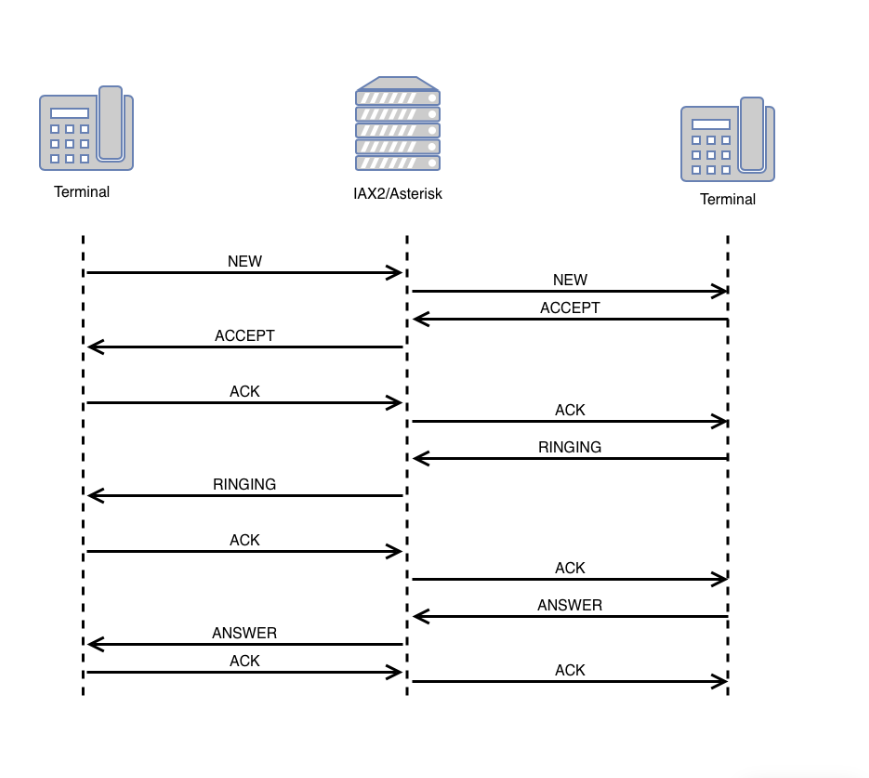 Terminal
IAX2/Asterisk
Terminal
NEW
NEW
ACCEPT
ACCEPT
ACK
ACK
RINGING
RINGING
ACK
ACK
ANSWER
ANSWER
ACK
ACK